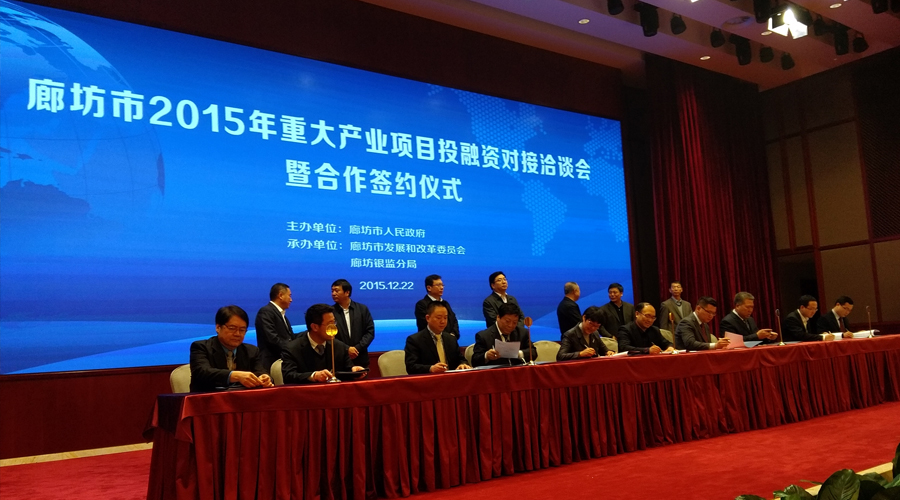 廊坊市2015年重大产业项目投融资对接洽谈会
暨合作签约仪式
主办单位：廊坊市人民政府
承办单位：廊坊市发展和改革委员会
廊坊银监分局
2015.12.22